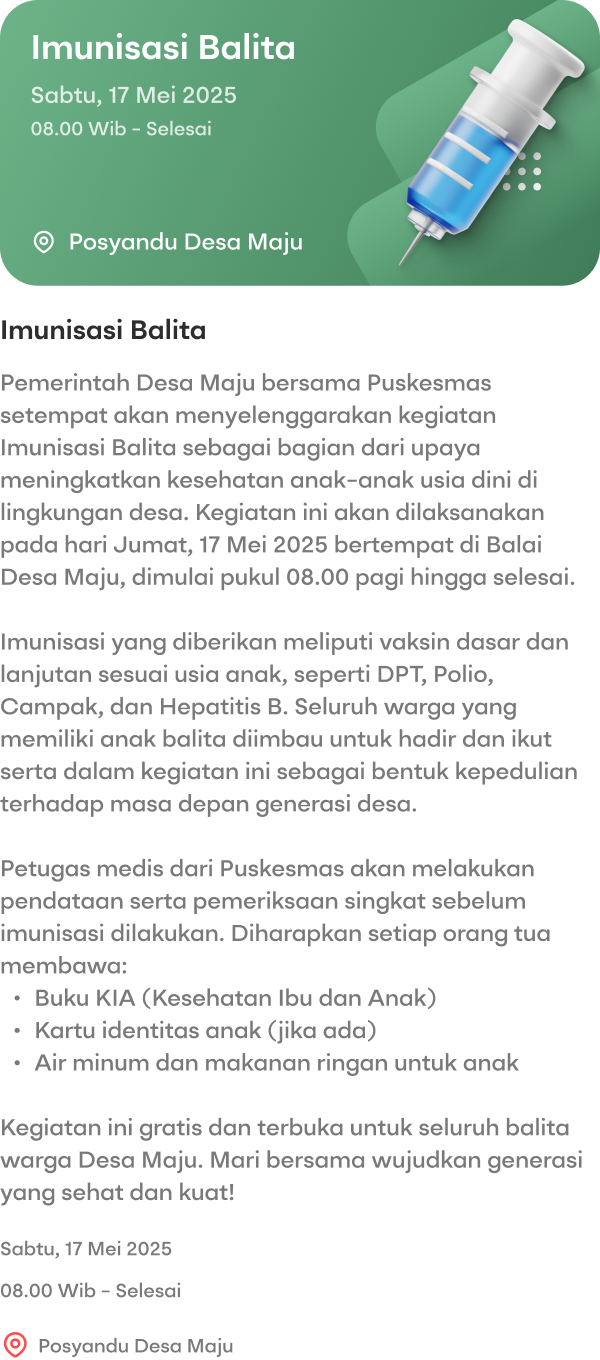 Imunisasi Balita
Sabtu, 17 Mei 2025
08.00 Wib - Selesai
Posyandu Desa Maju
Imunisasi Balita
Pemerintah Desa Maju bersama Puskesmas
setempat akan menyelenggarakan kegiatan
Imunisasi Balita sebagai bagian dari upaya
meningkatkan kesehatan anak-anak usia dini di
lingkungan desa. Kegiatan ini akan dilaksanakan
pada hari Jumat, 17 Mei 2025 bertempat di Balai
Desa Maju, dimulai pukul 08.00 pagi hingga selesai.
Imunisasi yang diberikan meliputi vaksin dasar dan
lanjutan sesuai usia anak, seperti DPT, Polio,
Campak, dan Hepatitis B. Seluruh warga yang
memiliki anak balita diimbau untuk hadir dan ikut
serta dalam kegiatan ini sebagai bentuk kepedulian
terhadap masa depan generasi desa.
Petugas medis dari Puskesmas akan melakukan
pendataan serta pemeriksaan singkat sebelum
imunisasi dilakukan. Diharapkan setiap orang tua
membawa:
• Buku KIA (Kesehatan Ibu dan Anak)
• Kartu identitas anak (jika ada)
• Air minum dan makanan ringan untuk anak
Kegiatan ini gratis dan terbuka untuk seluruh balita
warga Desa Maju. Mari bersama wujudkan generasi
yang sehat dan kuat!
Sabtu, 17 Mei 2025
08.00 Wib - Selesai
Posyandu Desa Maju